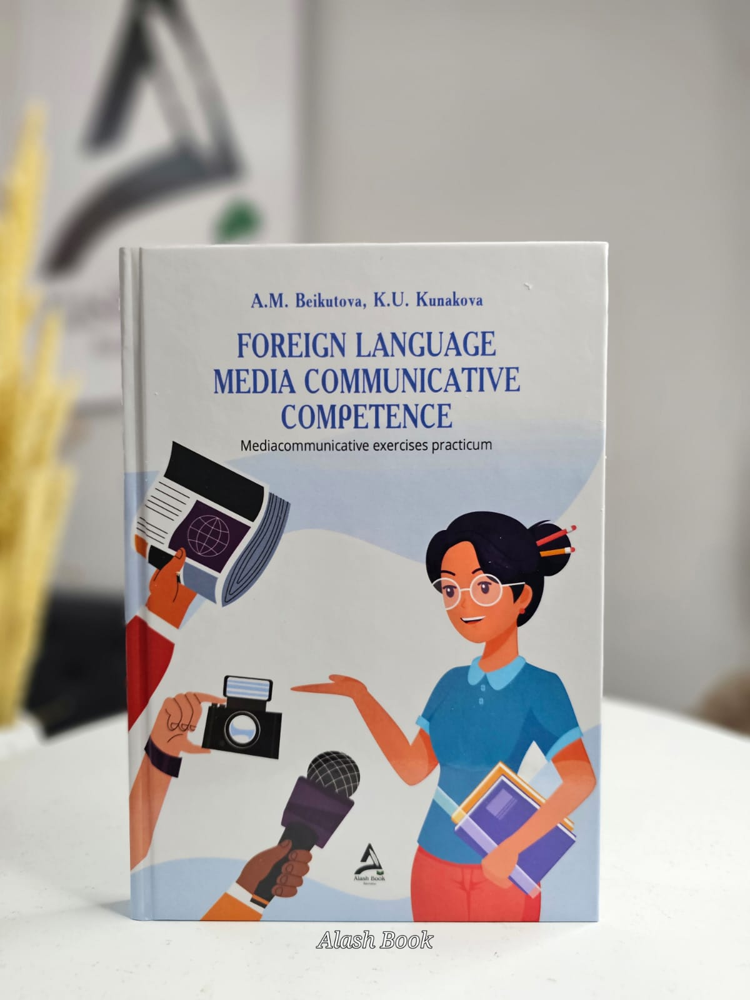 A.M. Beikutova, K.U. Kunakova
FOREIGN LANGUAGE
MEDIA COMMUNICATIVE
COMPETENCE
Mediacommunicative exercises practicum
Alash Book
Alash Book